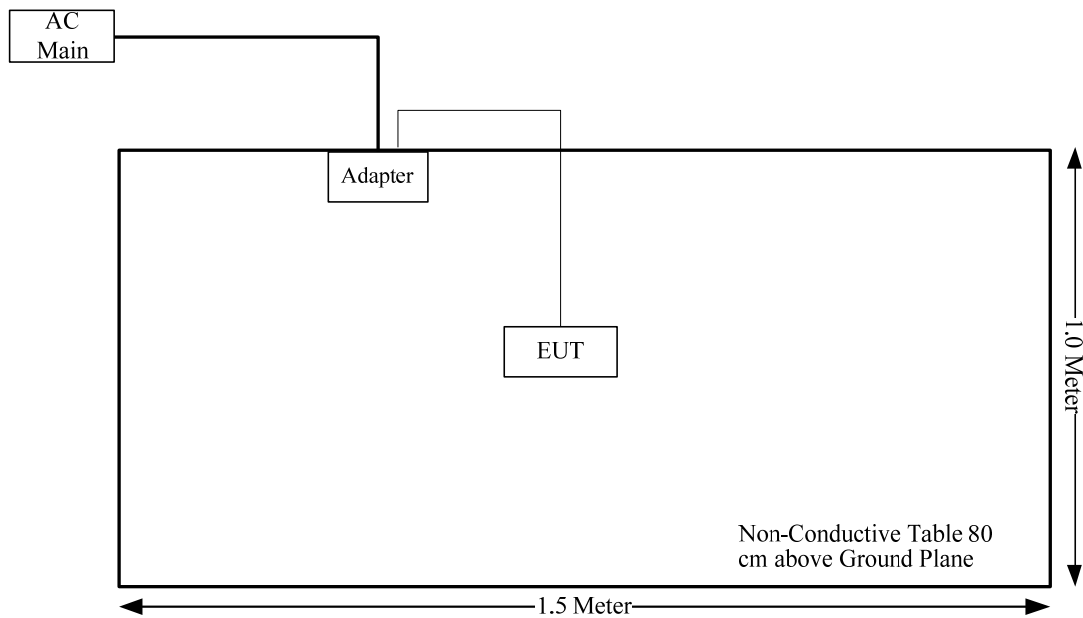 AC
Main
Adapter
EUT
1.0 Meter
Non-Conductive Table 80
cm above Ground Plane
1.5 Meter